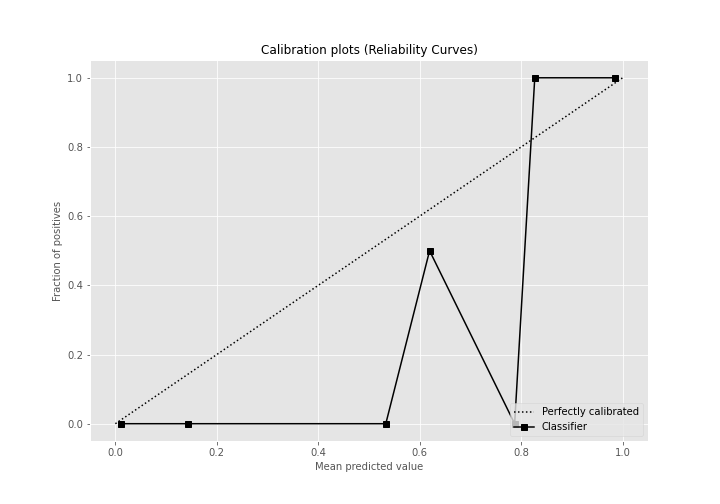 Calibration plots (Reliability Curves)
1.0
0.8
0.6
0.4
0.2
0.0
Fraction of positives
Perfectly calibrated
Classifier
0.0 0.2 0.4 0.6 0.8 1.0
Mean predicted value